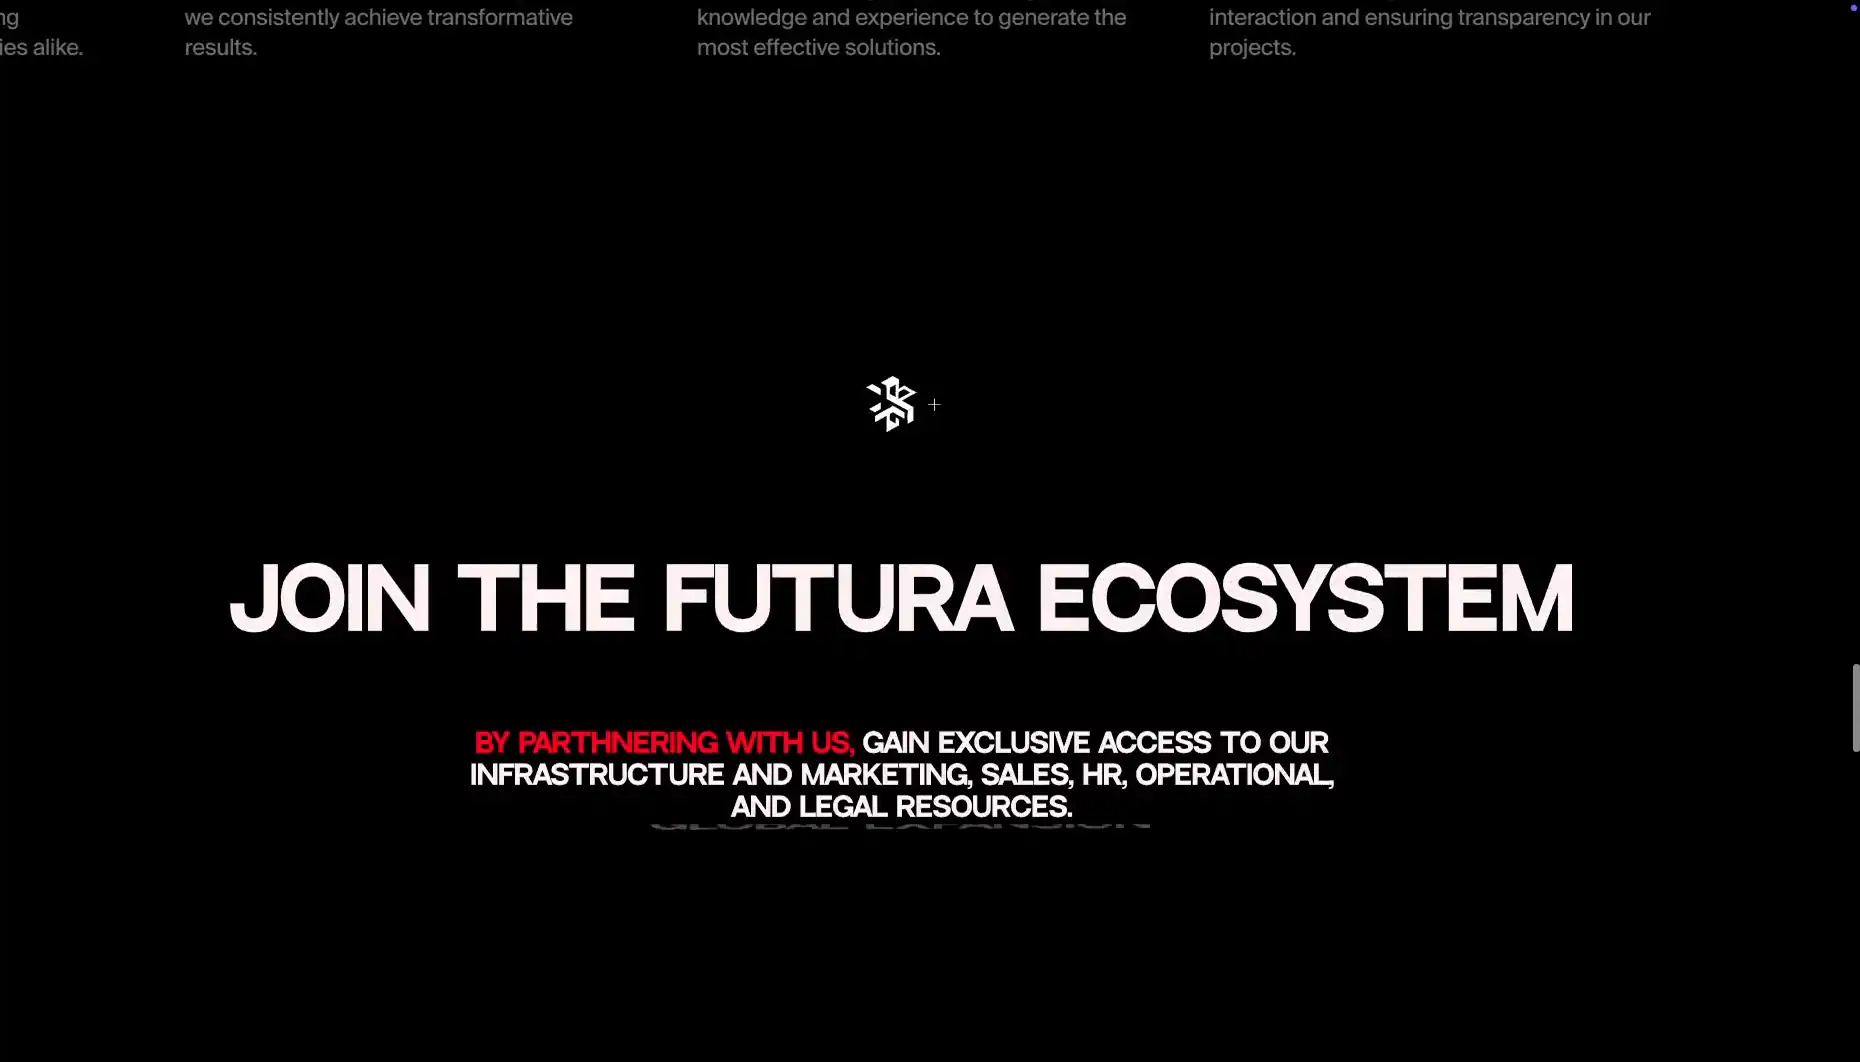 ng
ies alike.
we consistently achieve transformative
results.
knowledge and experience to generate the
most effective solutions.
interaction and ensuring transparency in our
projects.
JOIN THE FUTURA ECOSYSTEM
BY PARTHNERING WITH US, GAIN EXCLUSIVE ACCESS TO OUR
INFRASTRUCTURE AND MARKETING, SALES, HR, OPERATIONAL,
AND LEGAL RESOURCES.
GLOBAL EXPANSION